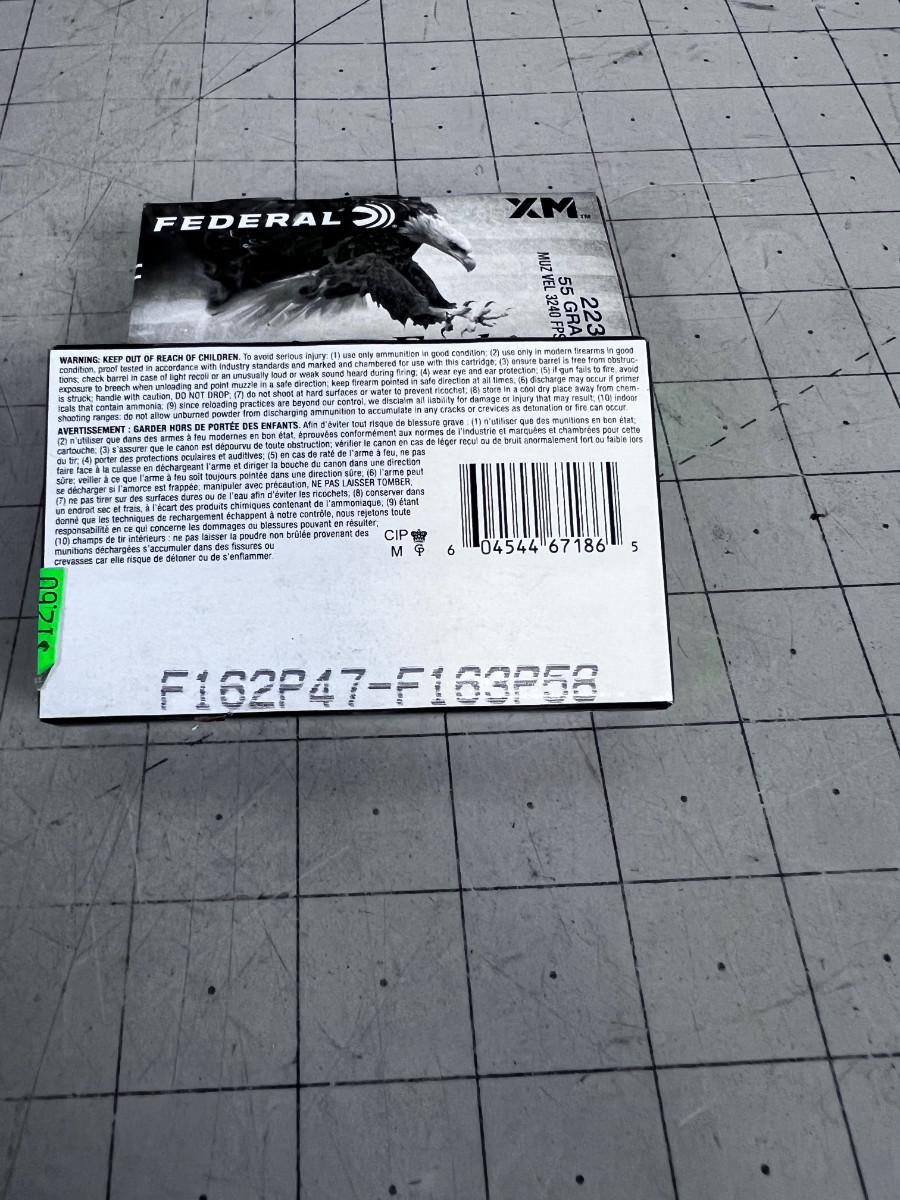 FEDERAL
XM™
223
55 GRA
MUZ VEL 3240 FPS
WARNING: KEEP OUT OF REACH OF CHILDREN. To avoid serious injury: (1) use only ammunition in good condition; (2) use only in modern firearms in good
condition, proof tested in accordance with industry standards and marked and chambered for use with this cartridge; (3) ensure barrel is free from obstruc-
tions; check barrel in case of light recoil or an unusually loud or weak sound heard during firing; (4) wear eye and ear protection; (5) if gun fails to fire, avoid
exposure to breech when unloading and point muzzle in a safe direction; keep firearm pointed in safe direction at all times; (6) discharge may occur if primer
is struck; handle with caution, DO NOT DROP; (7) do not shoot at hard surfaces or water to prevent ricochet; (8) store in a cool dry place away from chem-
icals that contain ammonia; (9) since reloading practices are beyond our control, we disclaim all liability for damage or injury that may result; (10) indoor
shooting ranges: do not allow unburned powder from discharging ammunition to accumulate in any cracks or crevices as detonation or fire can occur.
AVERTISSEMENT : GARDER HORS DE PORTÉE DES ENFANTS. Afin d'éviter tout risque de blessure grave : (1) n'utiliser que des munitions en bon état;
(2) n'utiliser que dans des armes à feu modernes en bon état, éprouvées conformément aux normes de l'industrie et marquées et chambrées pour cette
cartouche; (3) s'assurer que le canon est dépourvu de toute obstruction; vérifier le canon en cas de léger recul ou de bruit anormalement fort ou faible lors
du tir; (4) porter des protections oculaires et auditives; (5) en cas de raté de l'arme à feu, ne pas
faire face à la culasse en déchargeant l'arme et diriger la bouche du canon dans une direction
sûre; veiller à ce que l'arme à feu soit toujours pointée dans une direction sûre; (6) l'arme peut
se décharger si l'amorce est frappée; manipuler avec précaution, NE PAS LAISSER TOMBER;
(7) ne pas tirer sur des surfaces dures ou de l'eau afin d'éviter les ricochets; (8) conserver dans
un endroit sec et frais, à l'écart des produits chimiques contenant de l'ammoniaque; (9) étant
donné que les techniques de rechargement échappent à notre contrôle, nous rejetons toute
responsabilité en ce qui concerne les dommages ou blessures pouvant en résulter;
(10) champs de tir intérieurs : ne pas laisser la poudre non brûlée provenant des
munitions déchargées s'accumuler dans des fissures ou
crevasses car elle risque de détoner ou de s'enflammer.
CIP
M
6 04544 67186 5
$12.60
F162P47-F163P58